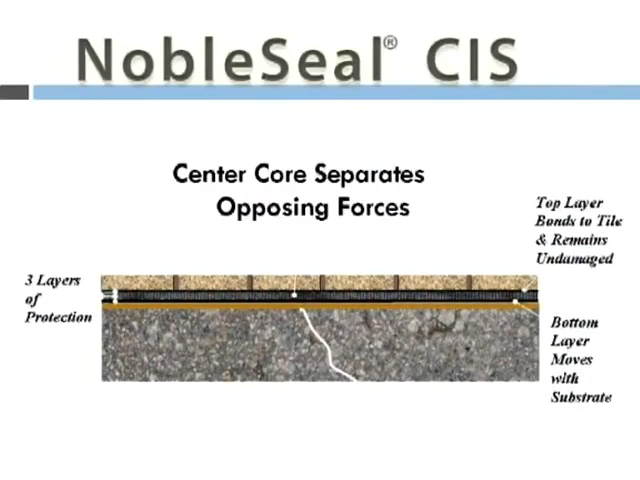 NobleSeal® CIS
Center Core Separates
Opposing Forces
Top Layer
Bonds to Tile
& Remains
Undamaged
3 Layers
of
Protection
Bottom
Layer
Moves
with
Substrate